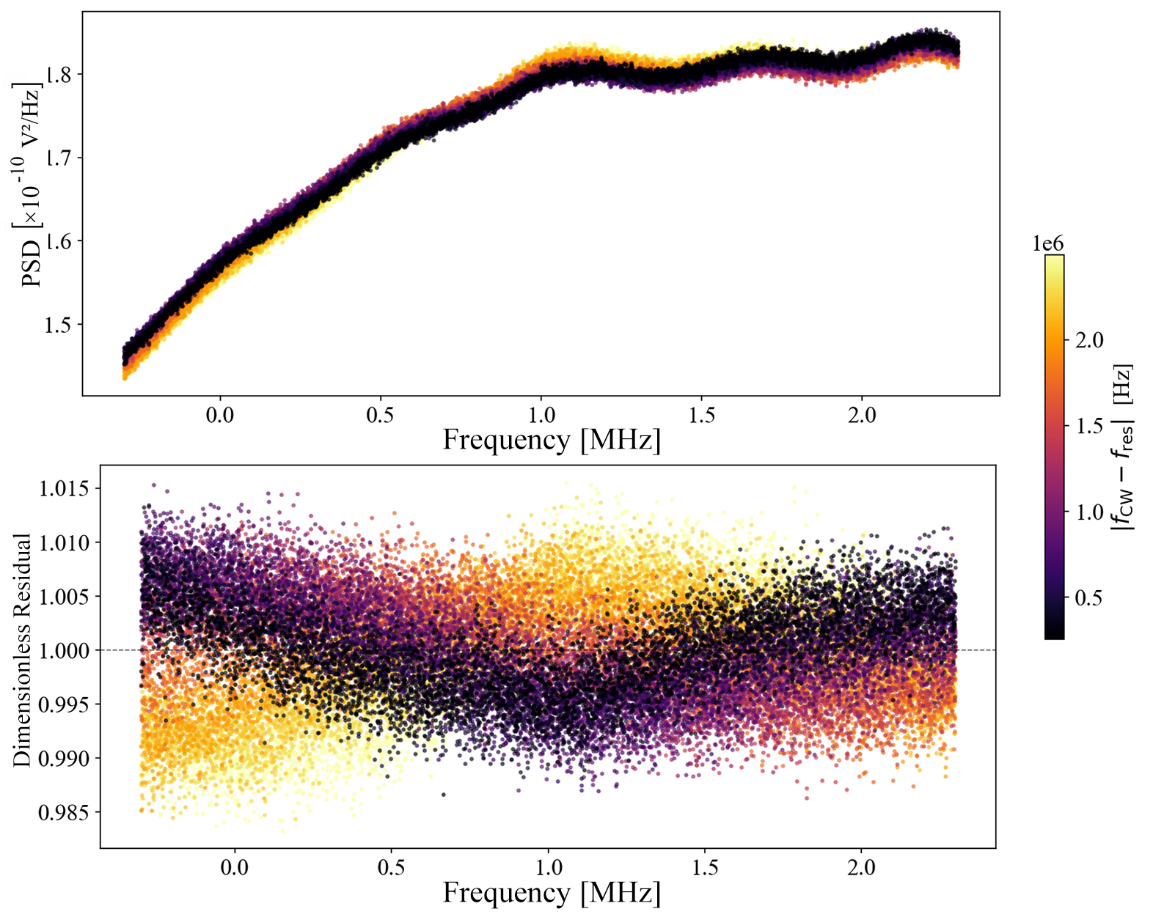 PSD [×10⁻¹⁰ V²/Hz]
1.8
1.7
1.6
1.5
0.0 0.5 1.0 1.5 2.0
Frequency [MHz]
Dimensionless Residual
1.015
1.010
1.005
1.000
0.995
0.990
0.985
0.0 0.5 1.0 1.5 2.0
Frequency [MHz]
1e6
2.0
1.5
1.0
0.5
|f_CW − f_res| [Hz]